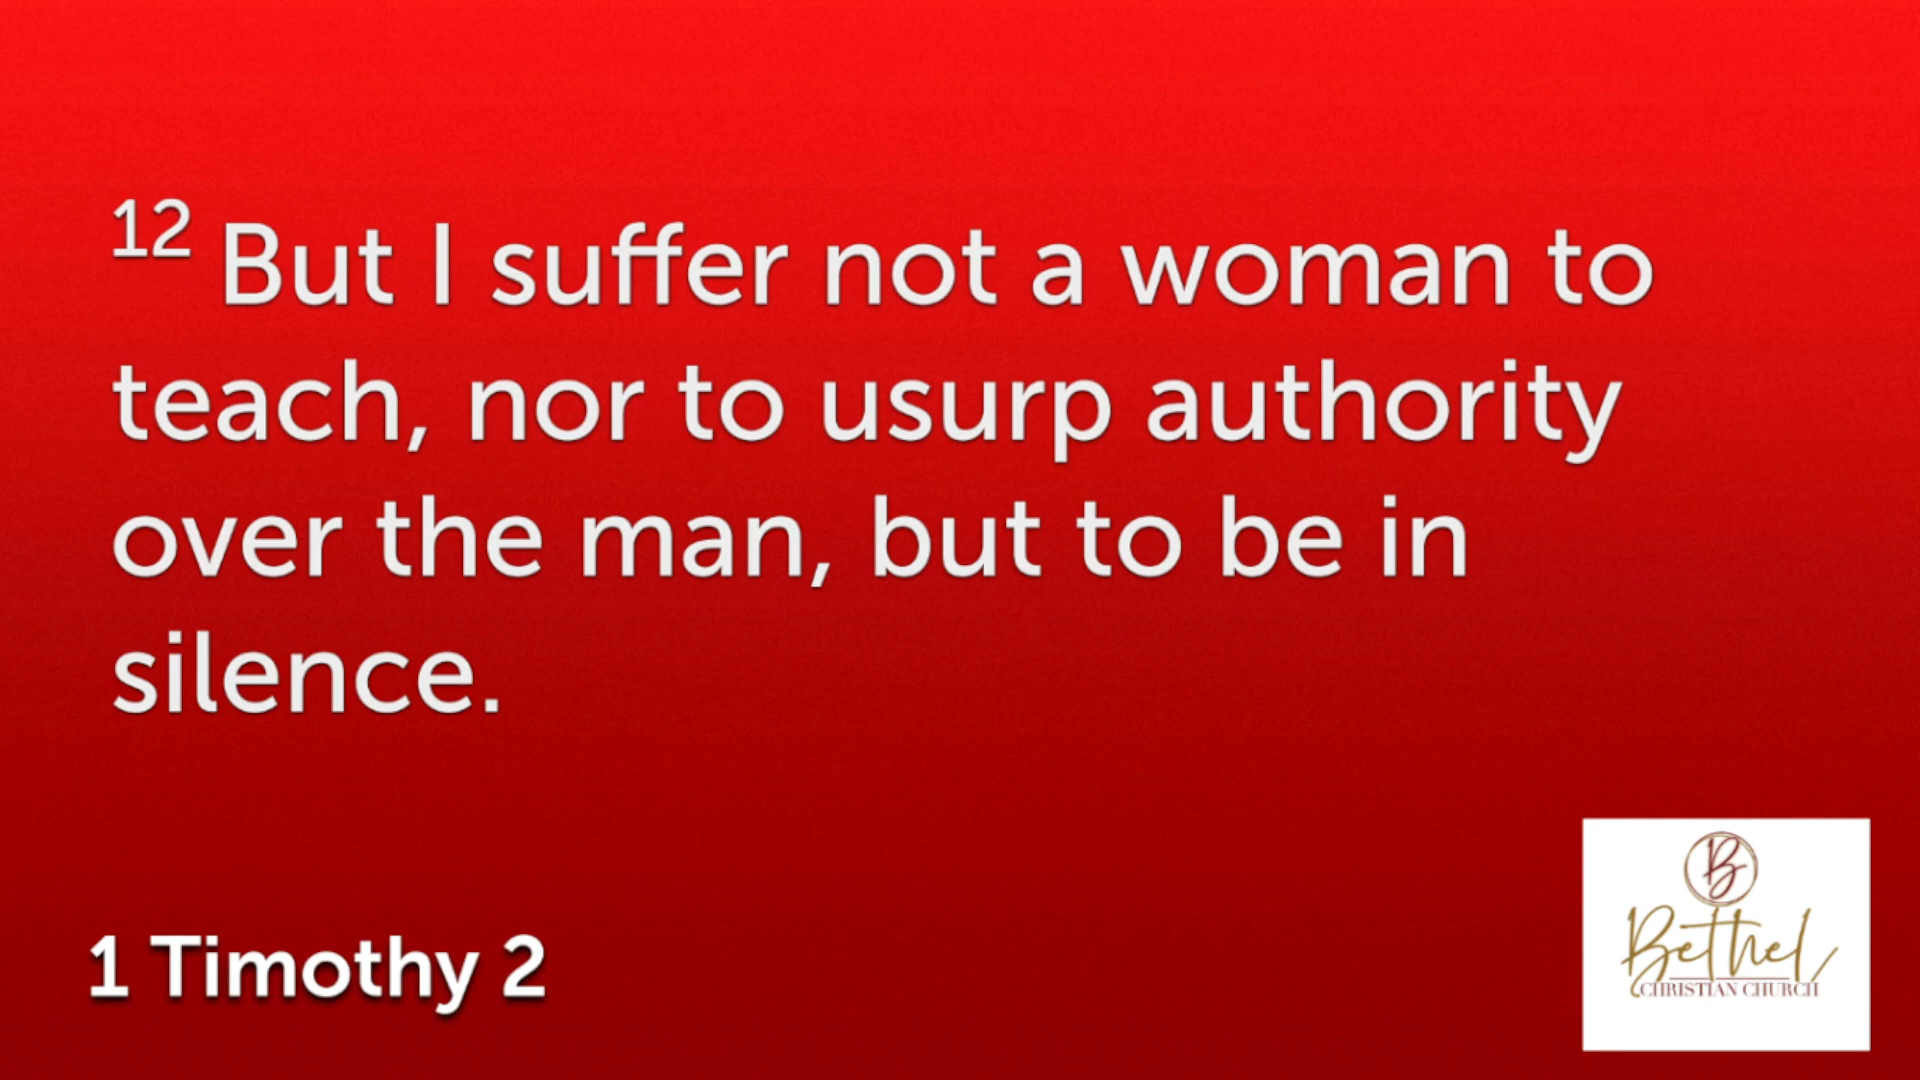 12 But I suffer not a woman to
teach, nor to usurp authority
over the man, but to be in
silence.
1 Timothy 2
B
Bethel
CHRISTIAN CHURCH